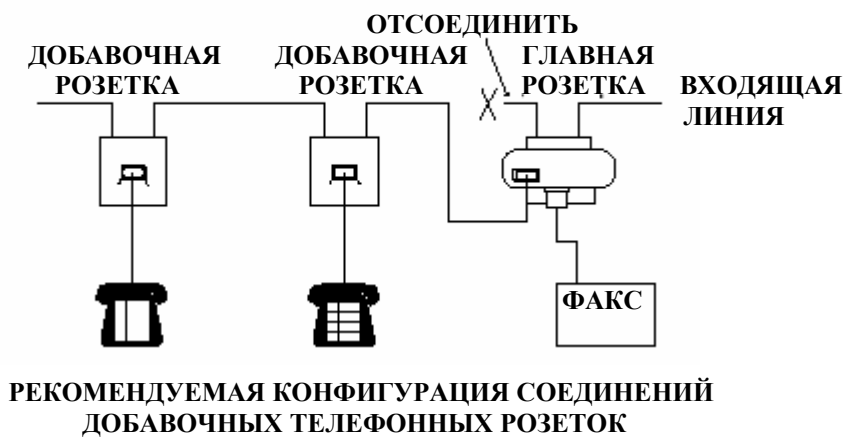 ОТСОЕДИНИТЬ
ДОБАВОЧНАЯ
РОЗЕТКА
ДОБАВОЧНАЯ
РОЗЕТКА
ГЛАВНАЯ
РОЗЕТКА
ВХОДЯЩАЯ
ЛИНИЯ
ФАКС
РЕКОМЕНДУЕМАЯ КОНФИГУРАЦИЯ СОЕДИНЕНИЙ
ДОБАВОЧНЫХ ТЕЛЕФОННЫХ РОЗЕТОК